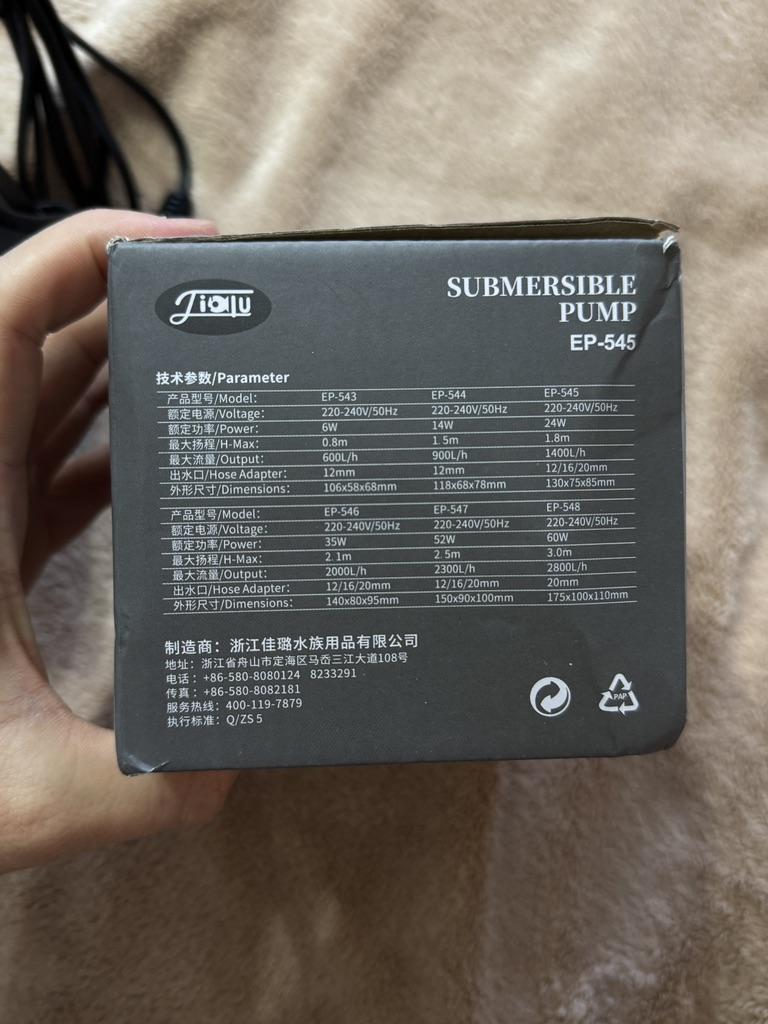 Jialu
SUBMERSIBLE
PUMP
EP-545
技术参数/Parameter
产品型号/Model: EP-543 EP-544 EP-545
额定电源/Voltage: 220-240V/50Hz 220-240V/50Hz 220-240V/50Hz
额定功率/Power: 6W 14W 24W
最大扬程/H-Max: 0.8m 1.5m 1.8m
最大流量/Output: 600L/h 900L/h 1400L/h
出水口/Hose Adapter: 12mm 12mm 12/16/20mm
外形尺寸/Dimensions: 106x58x68mm 118x68x78mm 130x75x85mm
产品型号/Model: EP-546 EP-547 EP-548
额定电源/Voltage: 220-240V/50Hz 220-240V/50Hz 220-240V/50Hz
额定功率/Power: 35W 52W 60W
最大扬程/H-Max: 2.1m 2.5m 3.0m
最大流量/Output: 2000L/h 2300L/h 2800L/h
出水口/Hose Adapter: 12/16/20mm 12/16/20mm 20mm
外形尺寸/Dimensions: 140x80x95mm 150x90x100mm 175x100x110mm
制造商：浙江佳璐水族用品有限公司
地址：浙江省舟山市定海区马岙三江大道108号
电话：+86-580-8080124 8233291
传真：+86-580-8082181
服务热线：400-119-7879
执行标准：Q/ZS 5
PAP